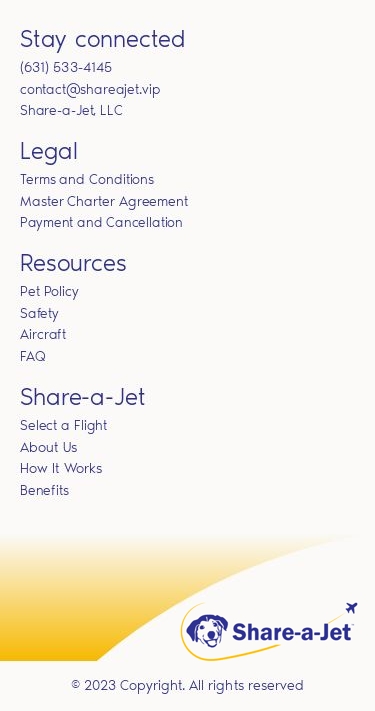 Stay connected
(631) 533-4145
contact@shareajet.vip
Share-a-Jet, LLC
Legal
Terms and Conditions
Master Charter Agreement
Payment and Cancellation
Resources
Pet Policy
Safety
Aircraft
FAQ
Share-a-Jet
Select a Flight
About Us
How It Works
Benefits
Share-a-Jet
© 2023 Copyright. All rights reserved